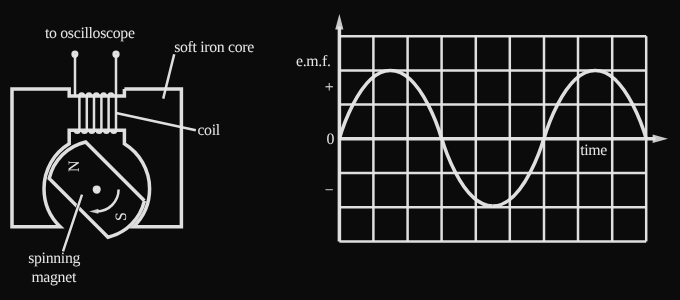 to oscilloscope
soft iron core
coil
N
S
spinning
magnet
e.m.f.
+
0
time
−